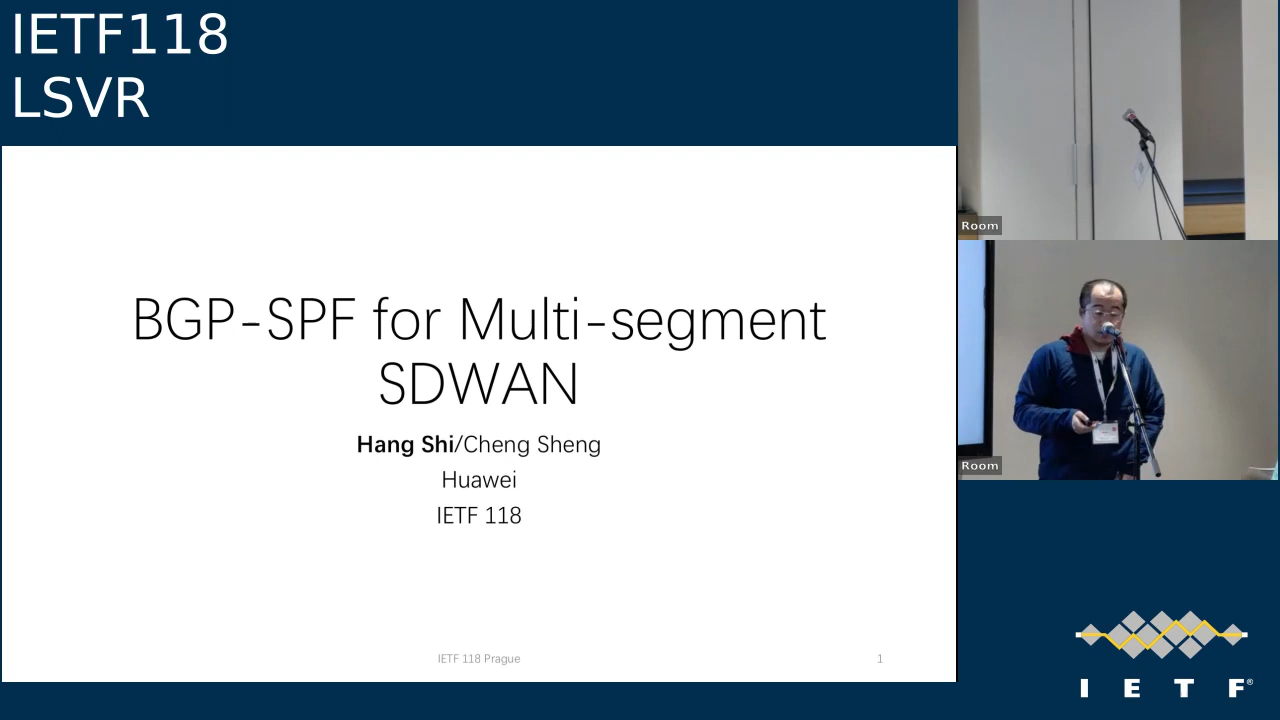 IETF118
LSVR
BGP-SPF for Multi-segment
SDWAN
Hang Shi/Cheng Sheng
Huawei
IETF 118
IETF 118 Prague
1
Room
Room
I E T F®